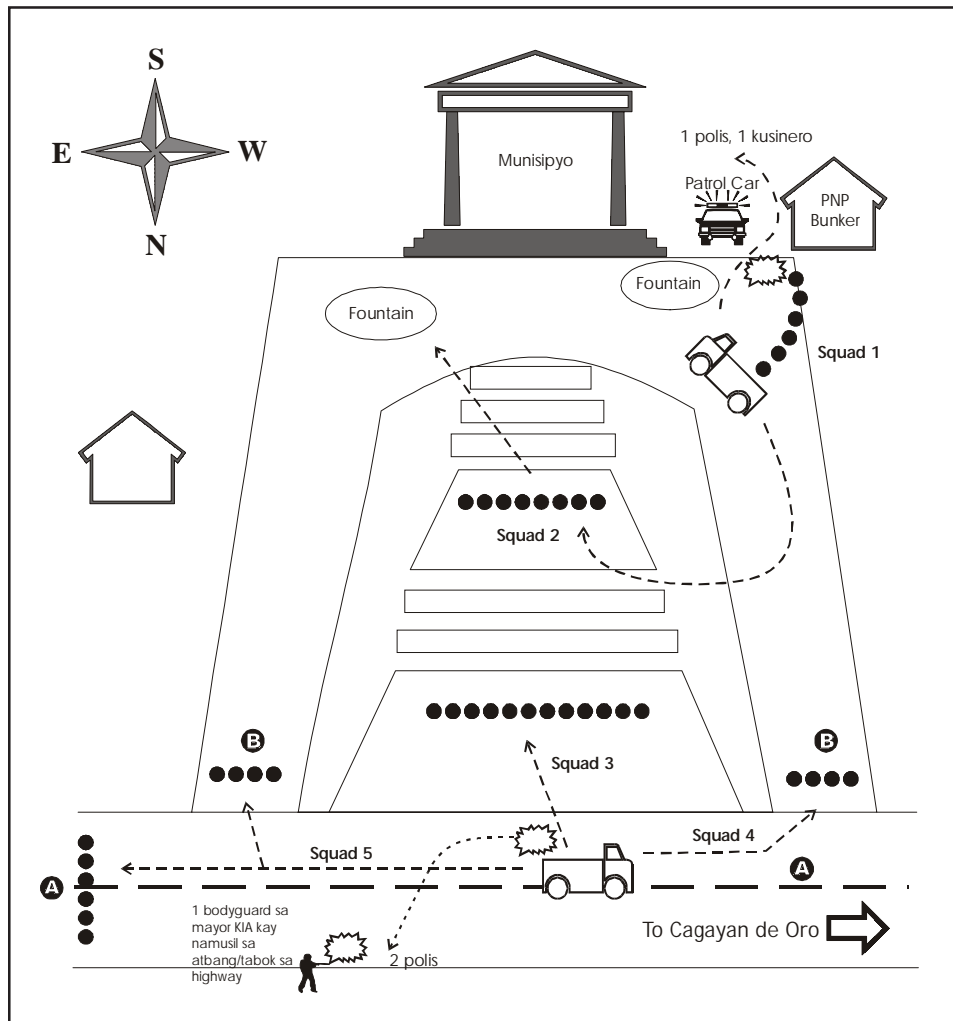 S
E
W
N
Munisipyo
1 polis, 1 kusinero
Patrol Car
PNP
Bunker
Fountain
Fountain
Squad 1
Squad 2
Squad 3
B
B
Squad 4
Squad 5
A
A
1 bodyguard sa
mayor KIA kay
namusil sa
atbang/tabok sa
highway
2 polis
To Cagayan de Oro